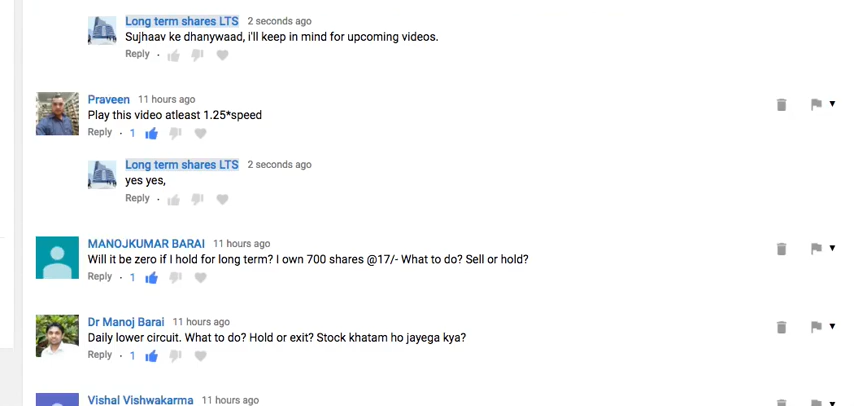 Long term shares LTS 2 seconds ago
Sujhaav ke dhanywaad, i'll keep in mind for upcoming videos.
Reply
Praveen 11 hours ago
Play this video atleast 1.25*speed
Reply · 1
Long term shares LTS 2 seconds ago
yes yes,
Reply ·
MANOJKUMAR BARAI 11 hours ago
Will it be zero if I hold for long term? I own 700 shares @17/- What to do? Sell or hold?
Reply · 1
Dr Manoj Barai 11 hours ago
Daily lower circuit. What to do? Hold or exit? Stock khatam ho jayega kya?
Reply · 1
Vishal Vishwakarma 11 hours ago